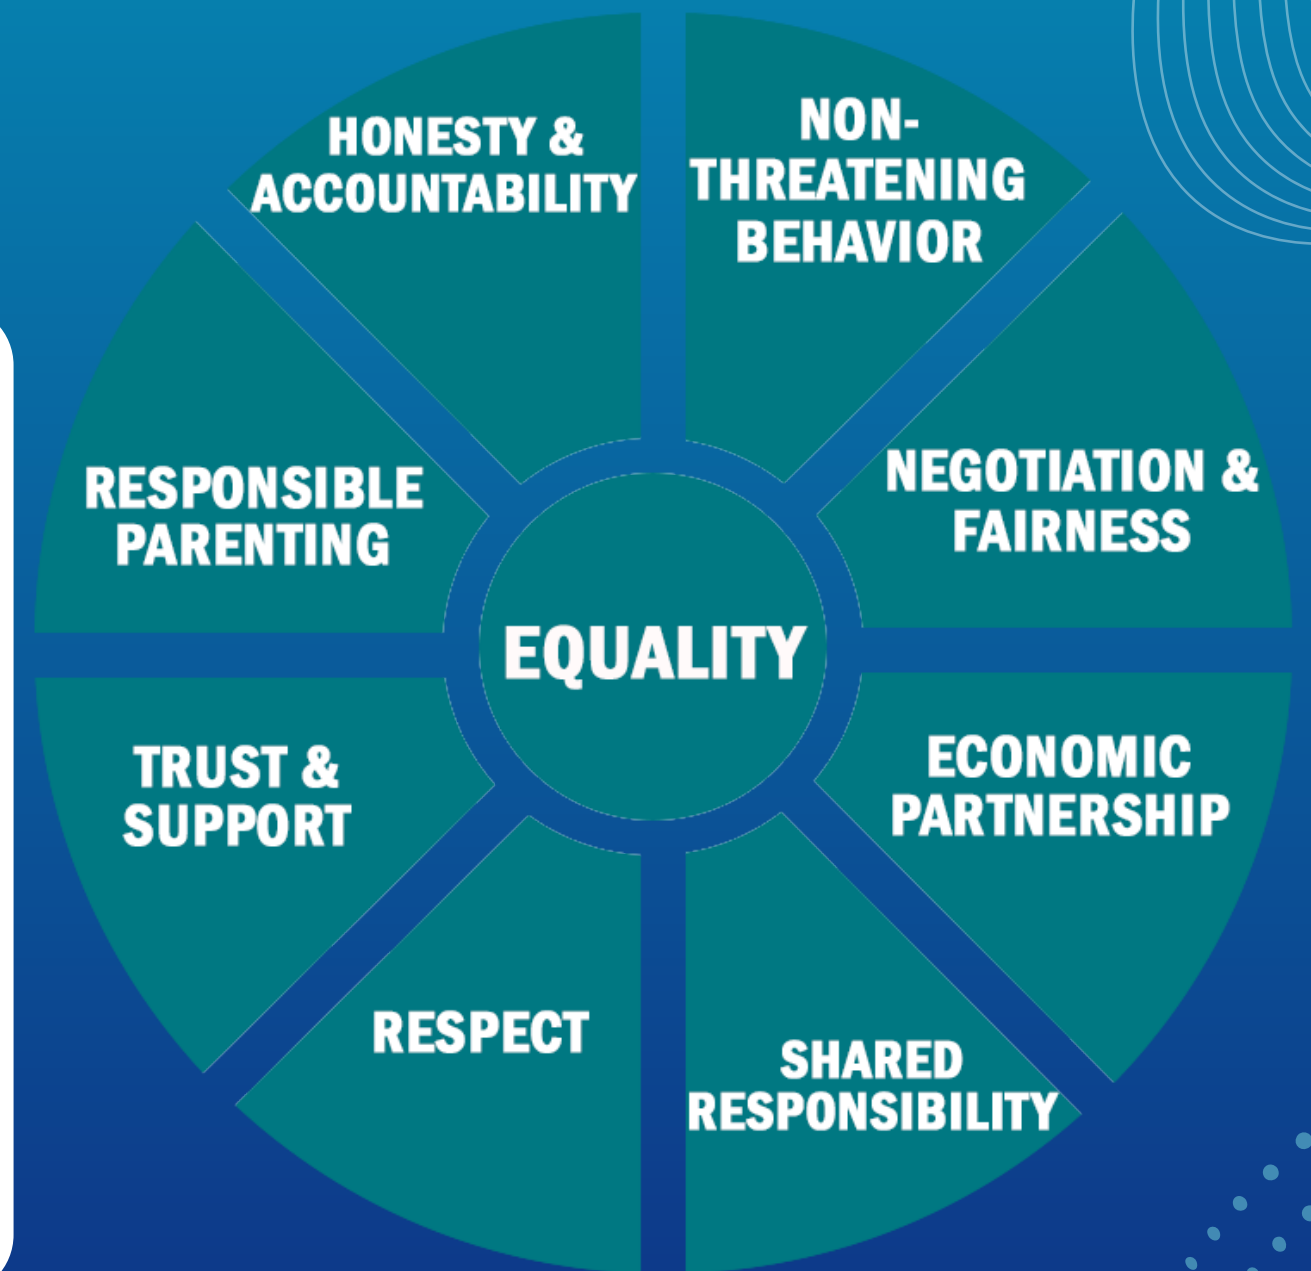 HONESTY &
ACCOUNTABILITY
NON-
THREATENING
BEHAVIOR
RESPONSIBLE
PARENTING
NEGOTIATION &
FAIRNESS
EQUALITY
TRUST &
SUPPORT
ECONOMIC
PARTNERSHIP
RESPECT
SHARED
RESPONSIBILITY